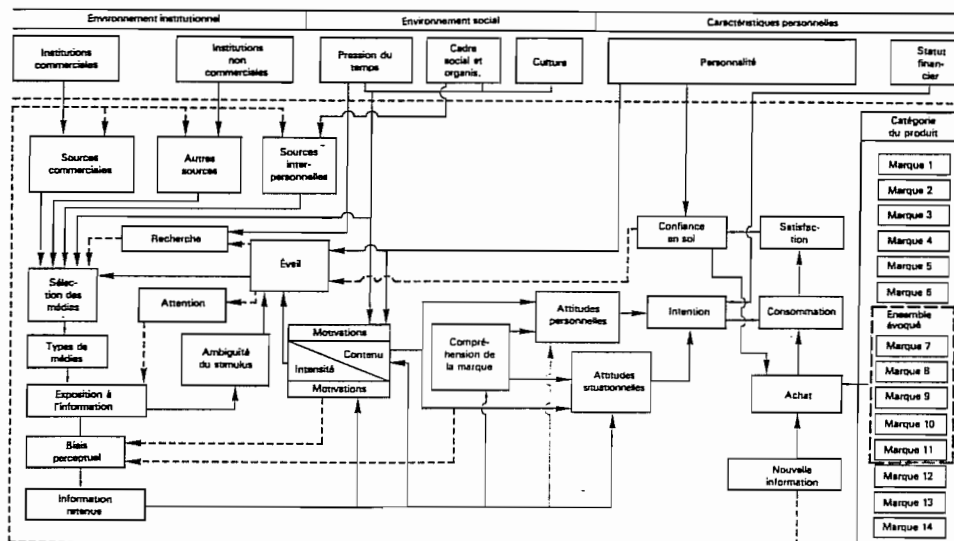 Environnement institutionnel
Environnement social
Caractéristiques personnelles
Institutions
commerciales
Institutions
non
commerciales
Pression du
temps
Cadre
social et
organis.
Culture
Personnalité
Statut
finan-
cier
Sources
commerciales
Autres
sources
Sources
inter-
personnelles
Catégorie
du produit
Marque 1
Marque 2
Marque 3
Marque 4
Marque 5
Marque 6
Ensemble
évoqué
Marque 7
Marque 8
Marque 9
Marque 10
Marque 11
Marque 12
Marque 13
Marque 14
Recherche
Éveil
Confiance
en soi
Satisfac-
tion
Sélec-
tion des
médias
Attention
Types de
médias
Ambiguité
du stimulus
Motivations
Contenu
Intensité
Motivations
Compré-
hension de
la marque
Attitudes
personnelles
Attitudes
situationnelles
Intention
Consommation
Achat
Exposition à
l'information
Biais
perceptuel
Information
retenue
Nouvelle
information